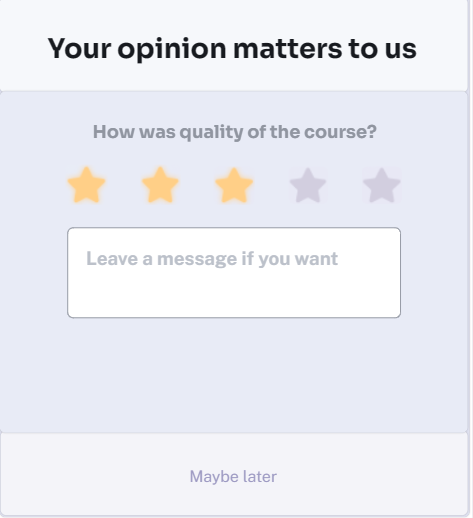 Your opinion matters to us
How was quality of the course?
Leave a message if you want
Maybe later